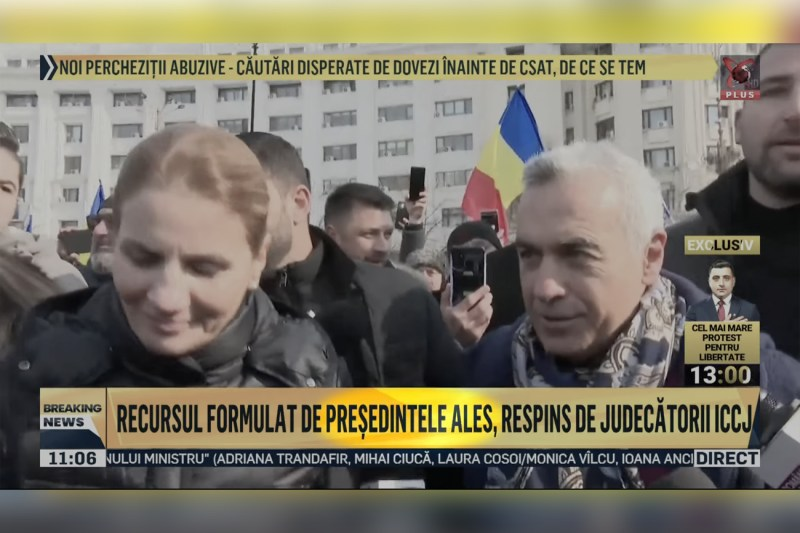 NOI PERCHEZIȚII ABUZIVE - CĂUTĂRI DISPERATE DE DOVEZI ÎNAINTE DE CSAT, DE CE SE TEM
PLUS
EXCLUSIV
CEL MAI MARE
PROTEST
PENTRU
LIBERTATE
13:00
BREAKING
NEWS
RECURSUL FORMULAT DE PREȘEDINTELE ALES, RESPINS DE JUDECĂTORII ICCJ
11:06
NULUI MINISTRU" (ADRIANA TRANDAFIR, MIHAI CIUCĂ, LAURA COSOI/MONICA VÎLCU, IOANA ANCI
DIRECT